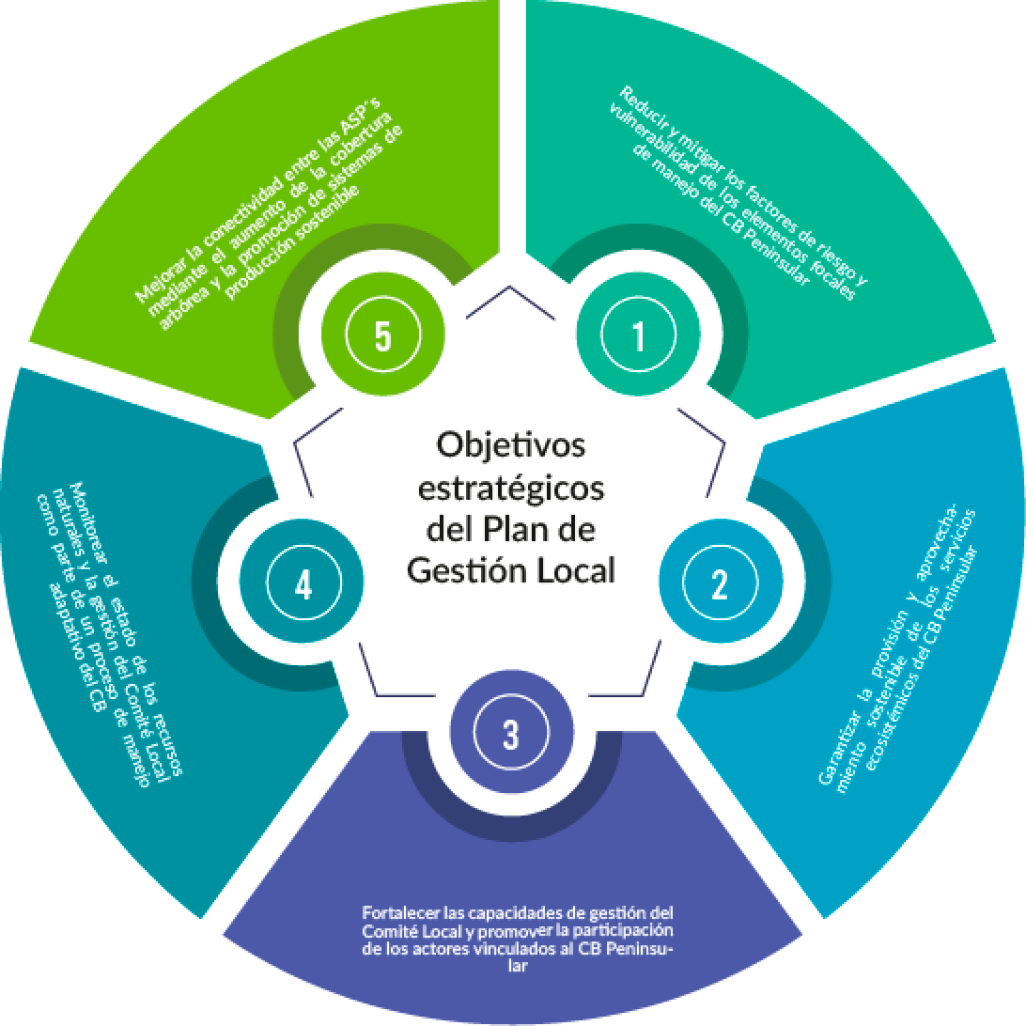 Objetivos
estratégicos
del Plan de
Gestión Local
1
Reducir y mitigar los factores de riesgo y
vulnerabilidad de los elementos focales
de manejo del CB Peninsular
2
Garantizar la provisión y aprovecha-
miento sostenible de los servicios
ecosistémicos del CB Peninsular
3
Fortalecer las capacidades de gestión del
Comité Local y promover la participación
de los actores vinculados al CB Peninsu-
lar
4
Monitorear el estado de los recursos
naturales y la gestión del Comité Local
como parte de un proceso de manejo
adaptativo del CB
5
Mejorar la conectividad entre las ASP´s
mediante el aumento de la cobertura
arbórea y la promoción de sistemas de
producción sostenible